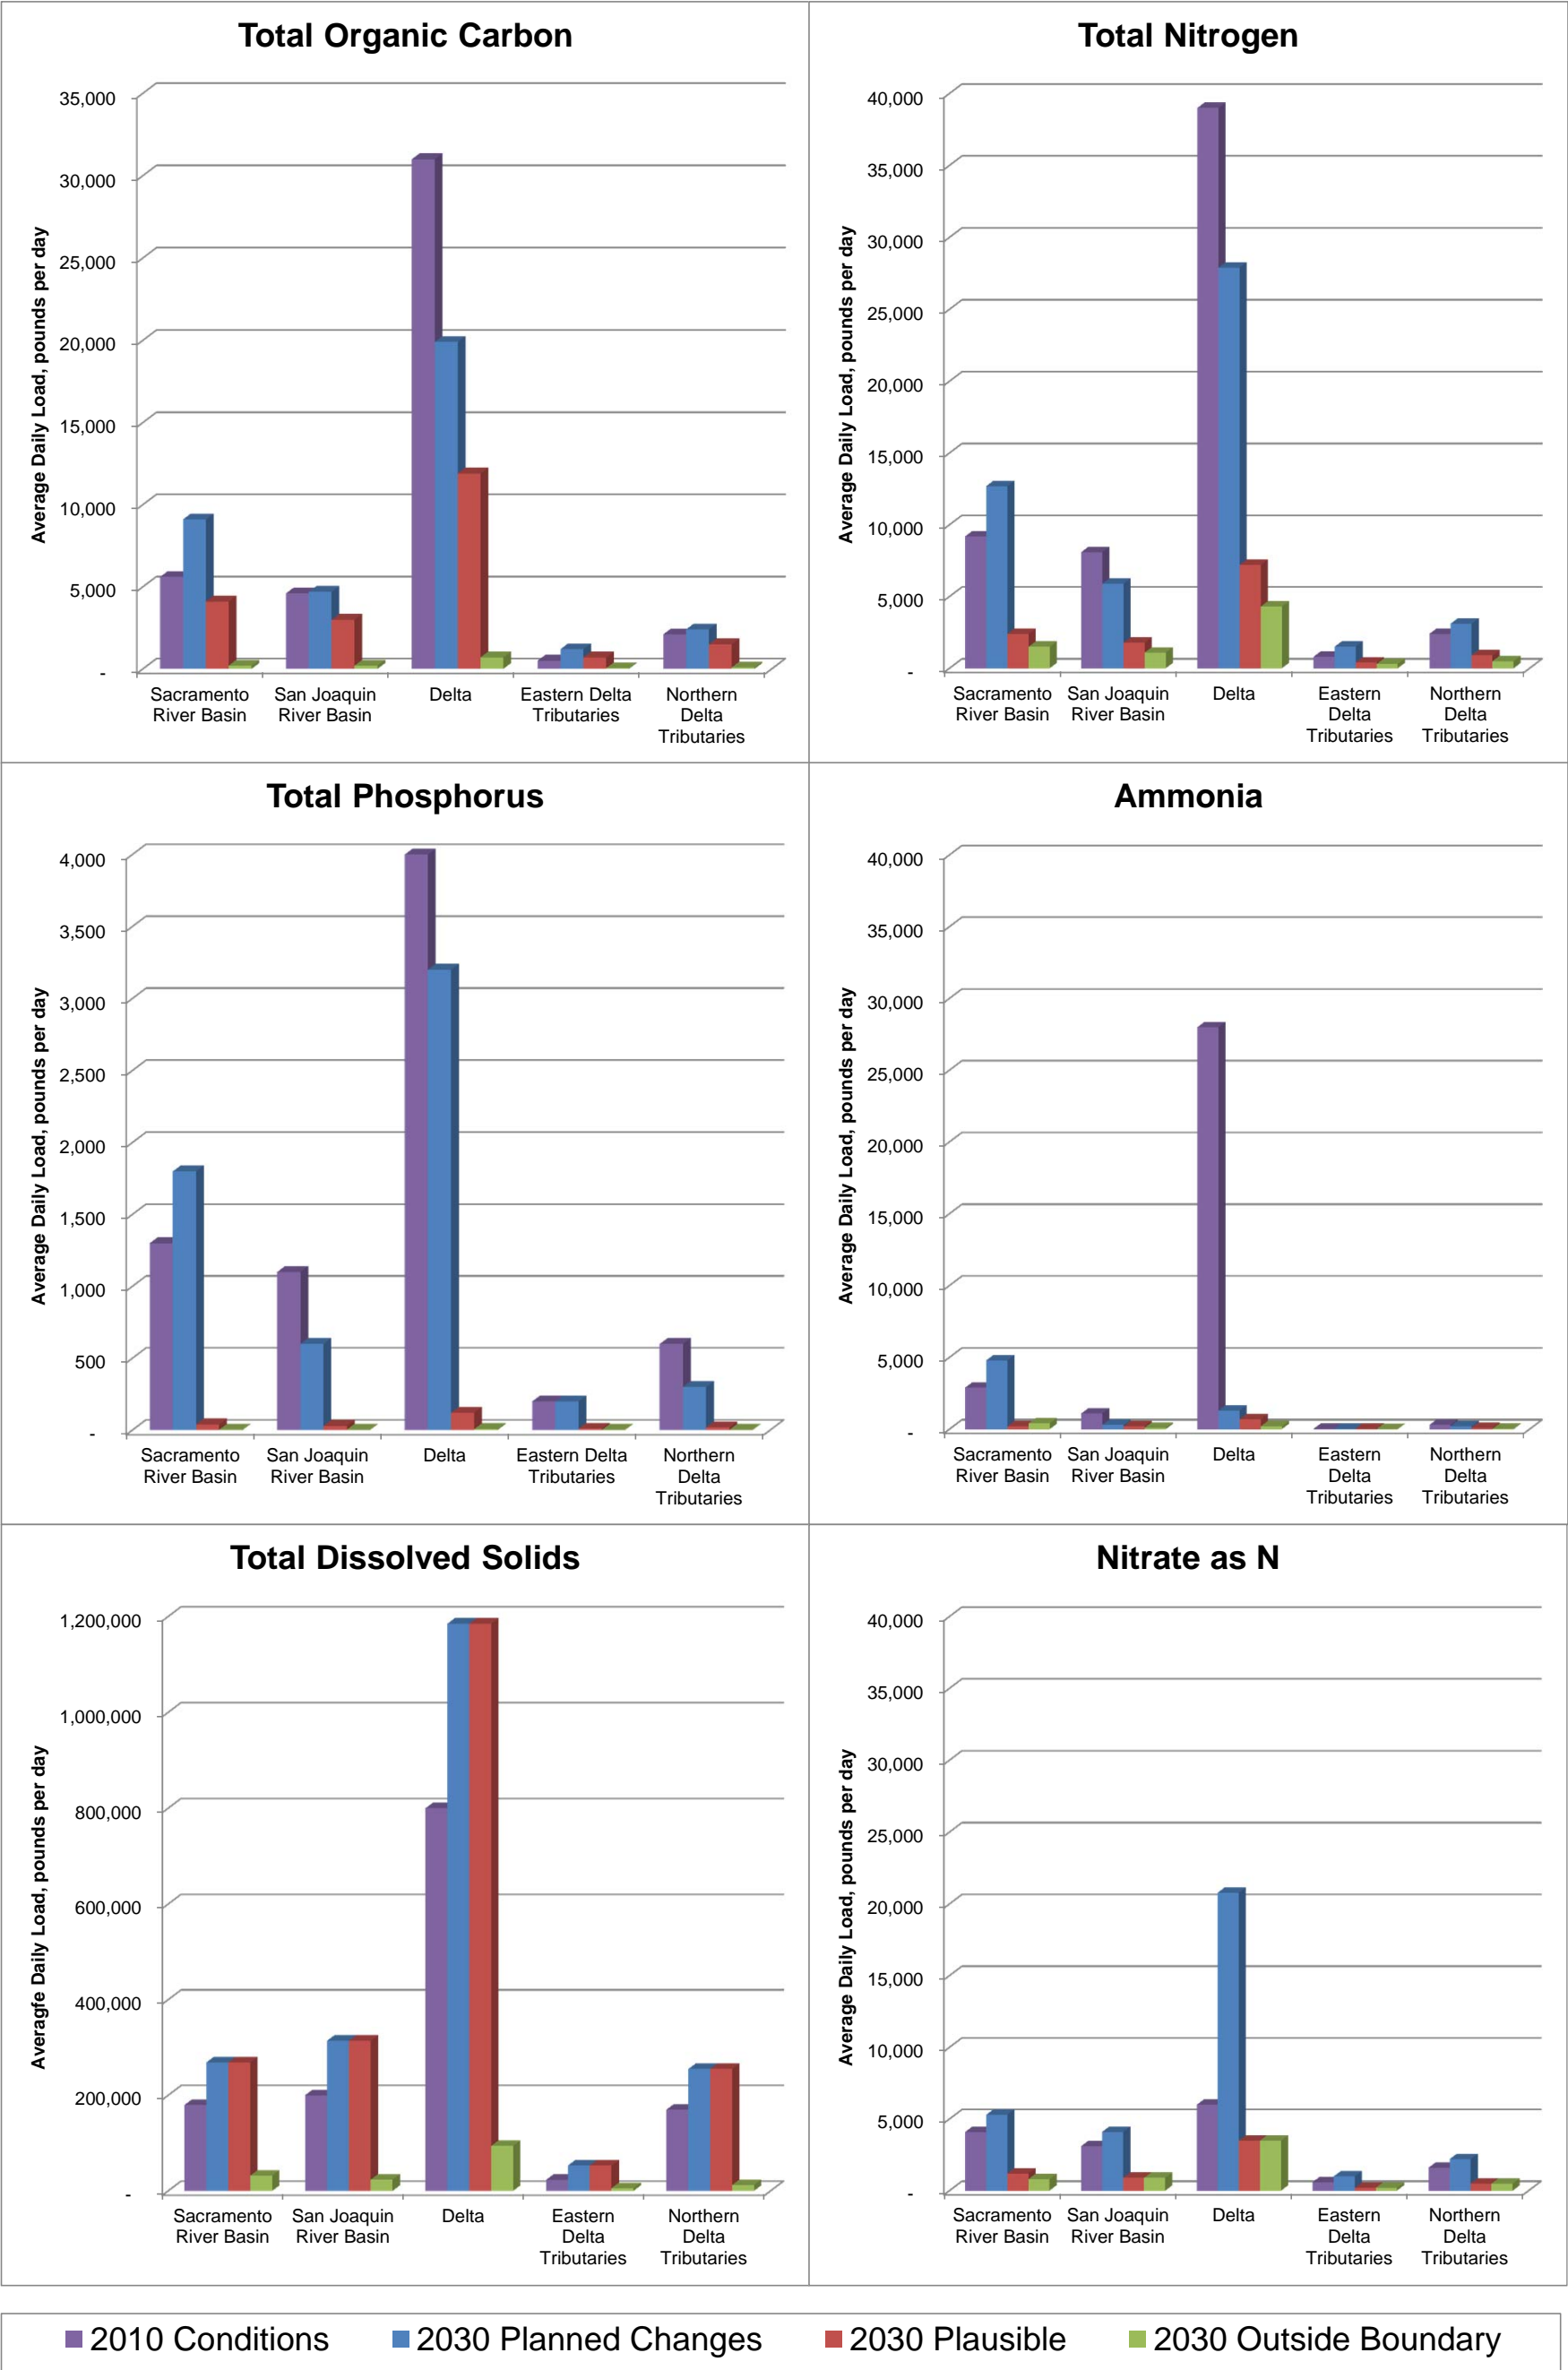 Total Organic Carbon
Average Daily Load, pounds per day
35,000
30,000
25,000
20,000
15,000
10,000
5,000
-
Sacramento
River Basin
San Joaquin
River Basin
Delta
Eastern Delta
Tributaries
Northern
Delta
Tributaries
Total Nitrogen
Average Daily Load, pounds per day
40,000
35,000
30,000
25,000
20,000
15,000
10,000
5,000
-
Sacramento
River Basin
San Joaquin
River Basin
Delta
Eastern
Delta
Tributaries
Northern
Delta
Tributaries
Total Phosphorus
Average Daily Load, pounds per day
4,000
3,500
3,000
2,500
2,000
1,500
1,000
500
-
Sacramento
River Basin
San Joaquin
River Basin
Delta
Eastern Delta
Tributaries
Northern
Delta
Tributaries
Ammonia
Average Daily Load, pounds per day
40,000
35,000
30,000
25,000
20,000
15,000
10,000
5,000
-
Sacramento
River Basin
San Joaquin
River Basin
Delta
Eastern
Delta
Tributaries
Northern
Delta
Tributaries
Total Dissolved Solids
Averagfe Daily Load, pounds per day
1,200,000
1,000,000
800,000
600,000
400,000
200,000
-
Sacramento
River Basin
San Joaquin
River Basin
Delta
Eastern
Delta
Tributaries
Northern
Delta
Tributaries
Nitrate as N
Average Daily Load, pounds per day
40,000
35,000
30,000
25,000
20,000
15,000
10,000
5,000
-
Sacramento
River Basin
San Joaquin
River Basin
Delta
Eastern
Delta
Tributaries
Northern
Delta
Tributaries
2010 Conditions
2030 Planned Changes
2030 Plausible
2030 Outside Boundary